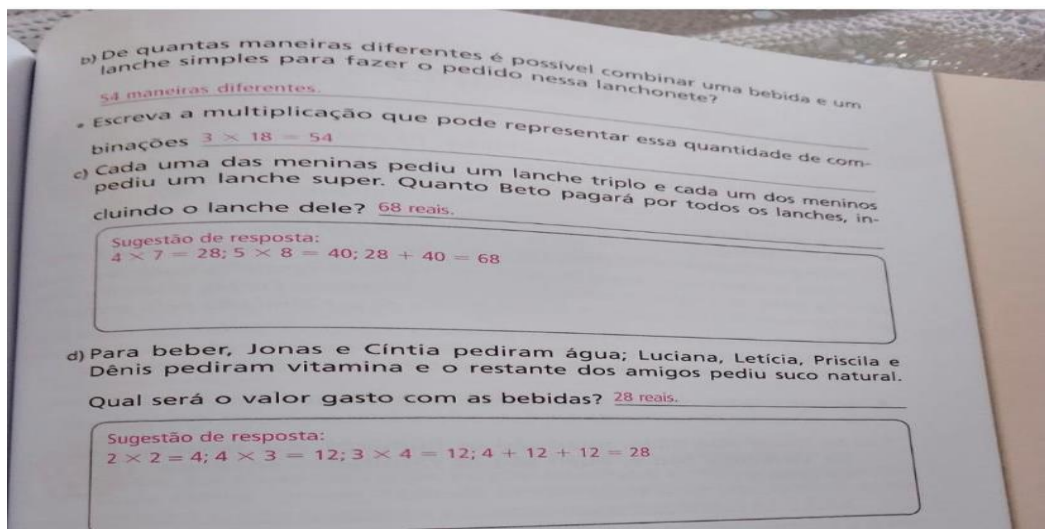 b) De quantas maneiras diferentes é possível combinar uma bebida e um
lanche simples para fazer o pedido nessa lanchonete?
54 maneiras diferentes.
• Escreva a multiplicação que pode representar essa quantidade de com-
binações 3 × 18 = 54
c) Cada uma das meninas pediu um lanche triplo e cada um dos meninos
pediu um lanche super. Quanto Beto pagará por todos os lanches, in-
cluindo o lanche dele? 68 reais.
Sugestão de resposta:
4 × 7 = 28; 5 × 8 = 40; 28 + 40 = 68
d) Para beber, Jonas e Cíntia pediram água; Luciana, Letícia, Priscila e
Dênis pediram vitamina e o restante dos amigos pediu suco natural.
Qual será o valor gasto com as bebidas? 28 reais.
Sugestão de resposta:
2 × 2 = 4; 4 × 3 = 12; 3 × 4 = 12; 4 + 12 + 12 = 28